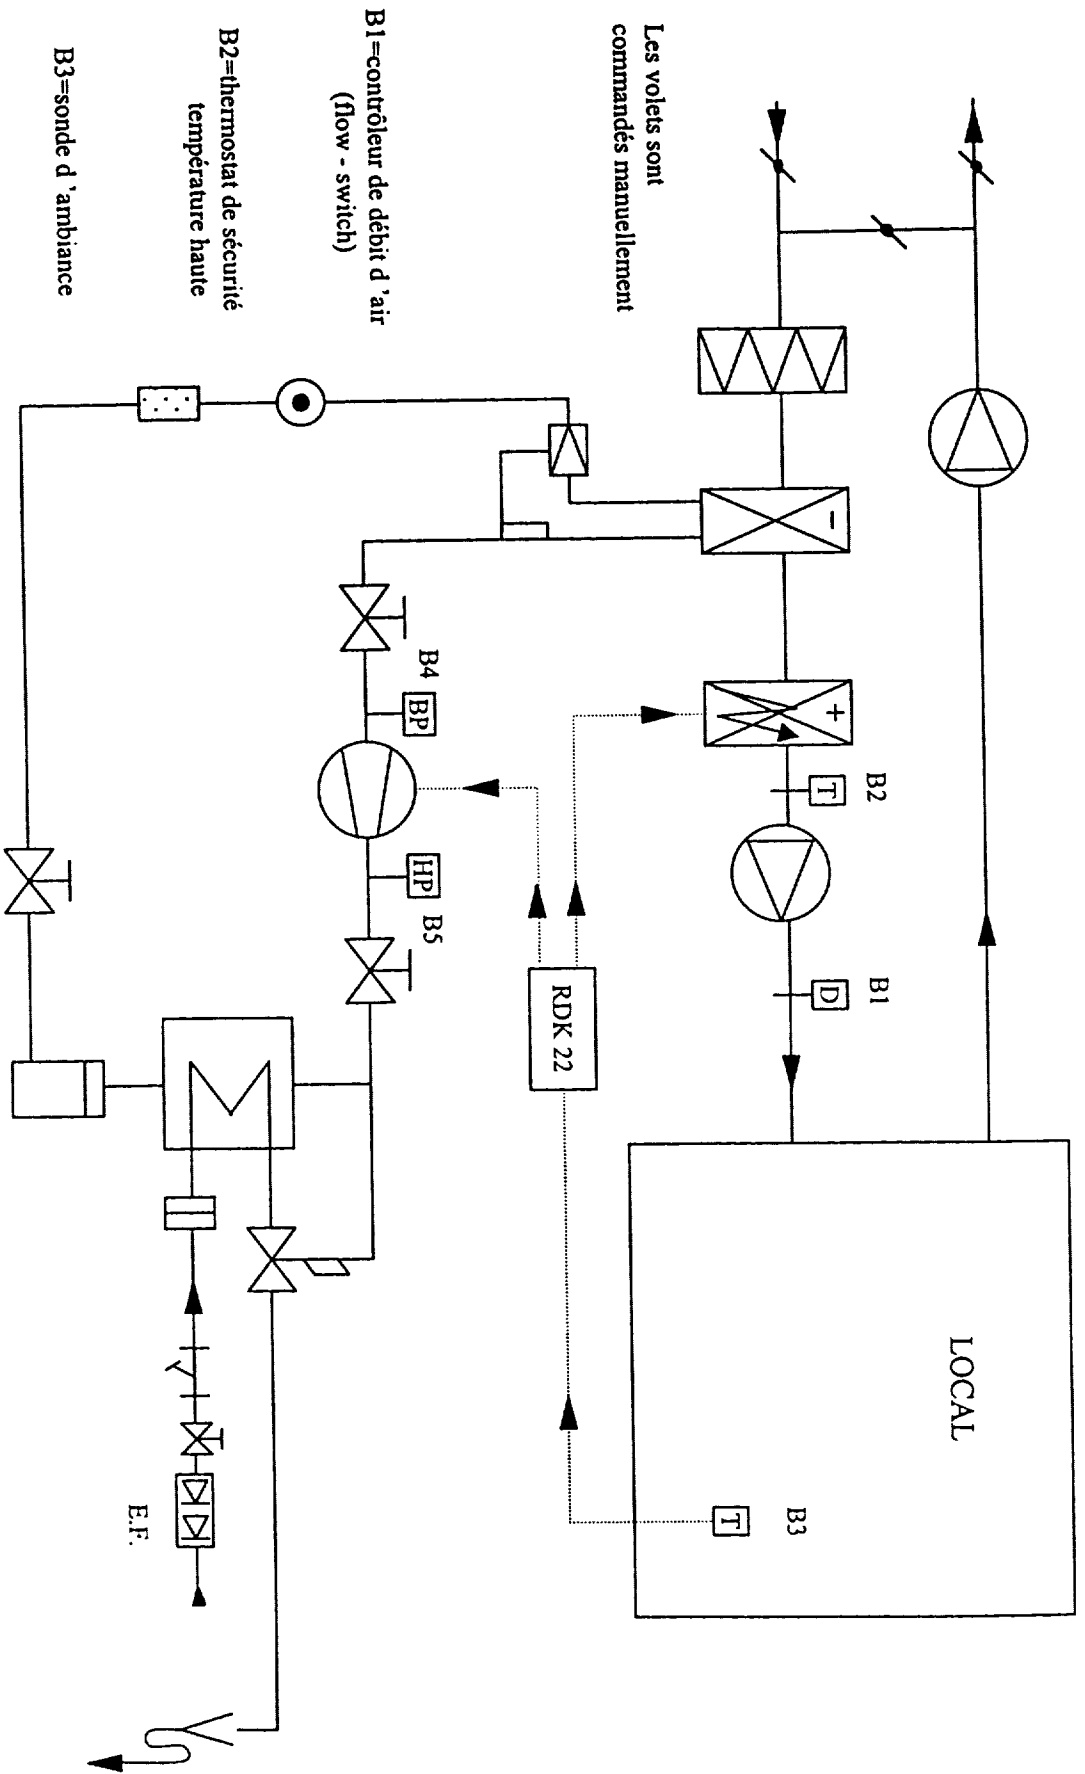 Les volets sont
commandés manuellement
B1=contrôleur de débit d 'air
(flow - switch)
B2=thermostat de sécurité
température haute
B3=sonde d 'ambiance
-
+
B2
T
B1
D
LOCAL
B3
T
RDK 22
B4
BP
HP
B5
E.F.